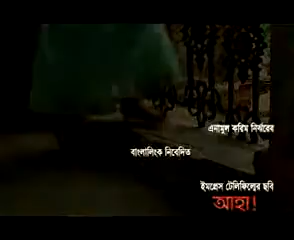 এনামুল করিম নির্ঝরের
বাংলালিংক নিবেদিত
ইমপ্রেস টেলিফিল্মের ছবি
আহা!